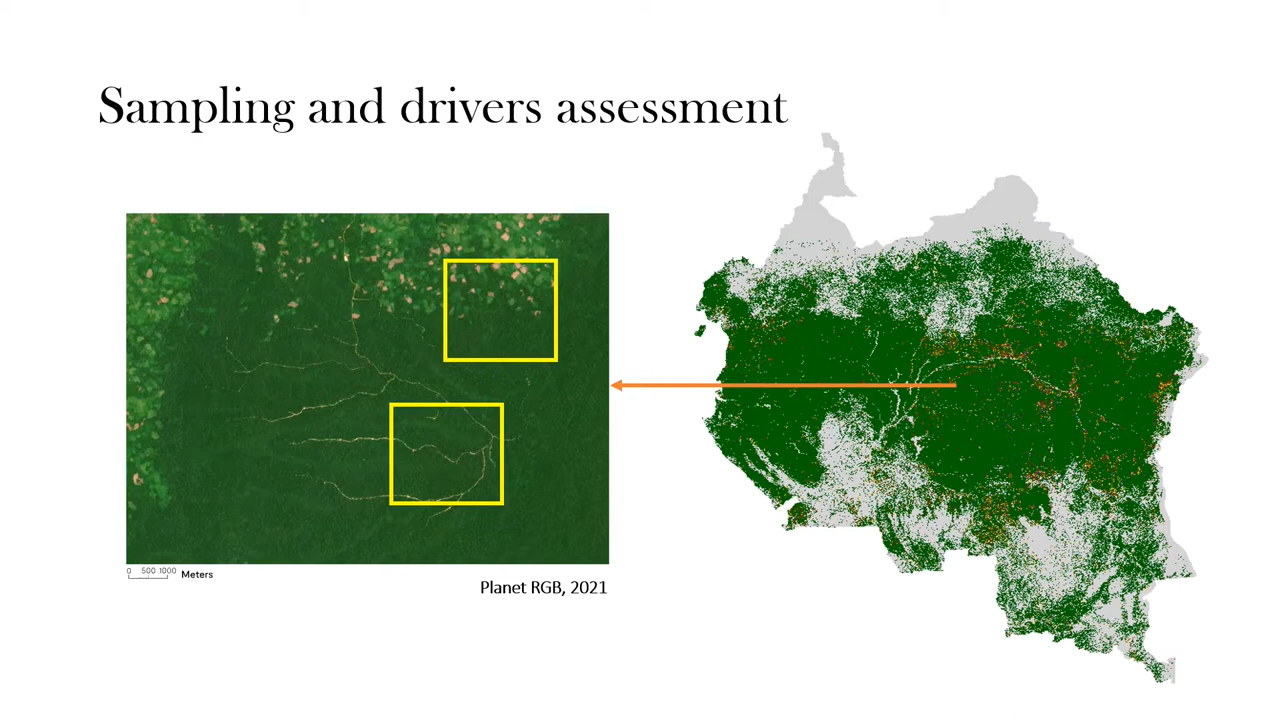 Sampling and drivers assessment
0 500 1000 Meters
Planet RGB, 2021